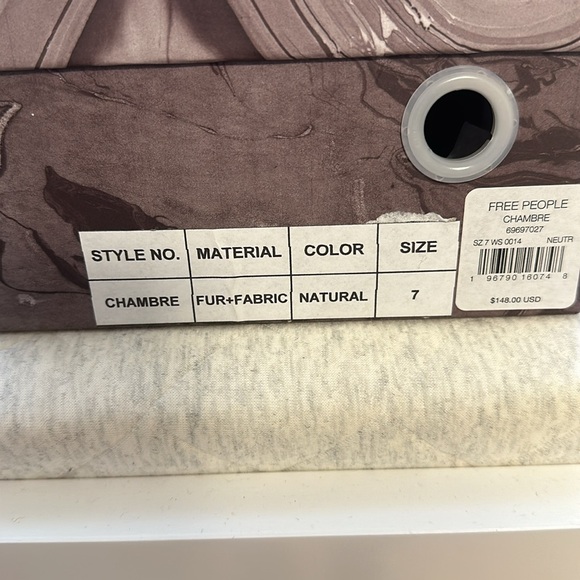 STYLE NO. MATERIAL COLOR SIZE
CHAMBRE FUR+FABRIC NATURAL 7
FREE PEOPLE
CHAMBRE
69697027
SZ 7 WS 0014 NEUTR
1 96790 16074 8
$148.00 USD